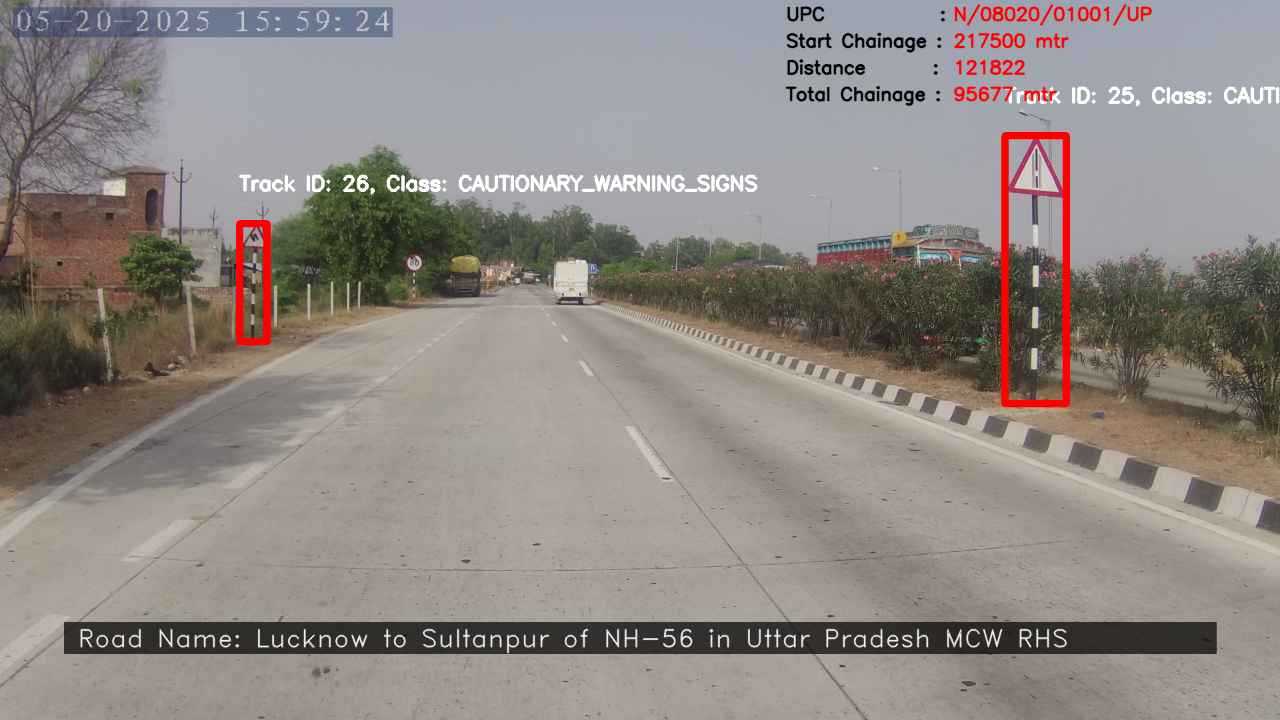 05-20-2025 15:59:24
UPC : N/08020/01001/UP
Start Chainage : 217500 mtr
Distance : 121822
Total Chainage : 95677 mtr
Track ID: 25, Class: CAUTI
Track ID: 26, Class: CAUTIONARY_WARNING_SIGNS
80
Road Name: Lucknow to Sultanpur of NH-56 in Uttar Pradesh MCW RHS